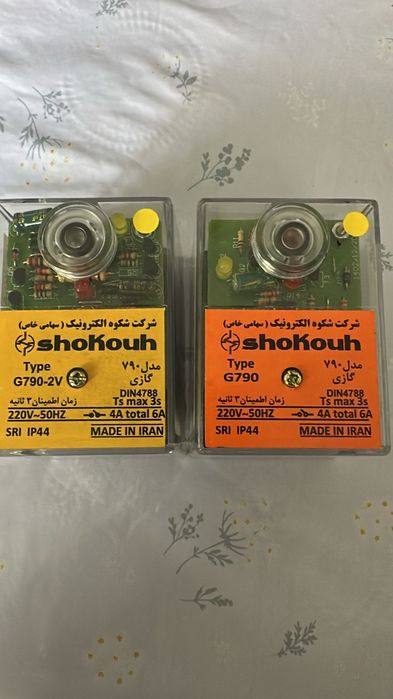 شرکت شکوه الکترونیک ( سهامی خاص)
shoKouh
Type
G790-2V
مدل ۷۹۰
گازی
DIN4788
زمان اطمینان ۳ ثانیه Ts max 3s
220V~50HZ 4A total 6A
SRI IP44 MADE IN IRAN
شرکت شکوه الکترونیک ( سهامی خاص)
shoKouh
Type
G790
مدل ۷۹۰
گازی
DIN4788
زمان اطمینان ۳ ثانیه Ts max 3s
220V~50HZ 4A total 6A
SRI IP44 MADE IN IRAN